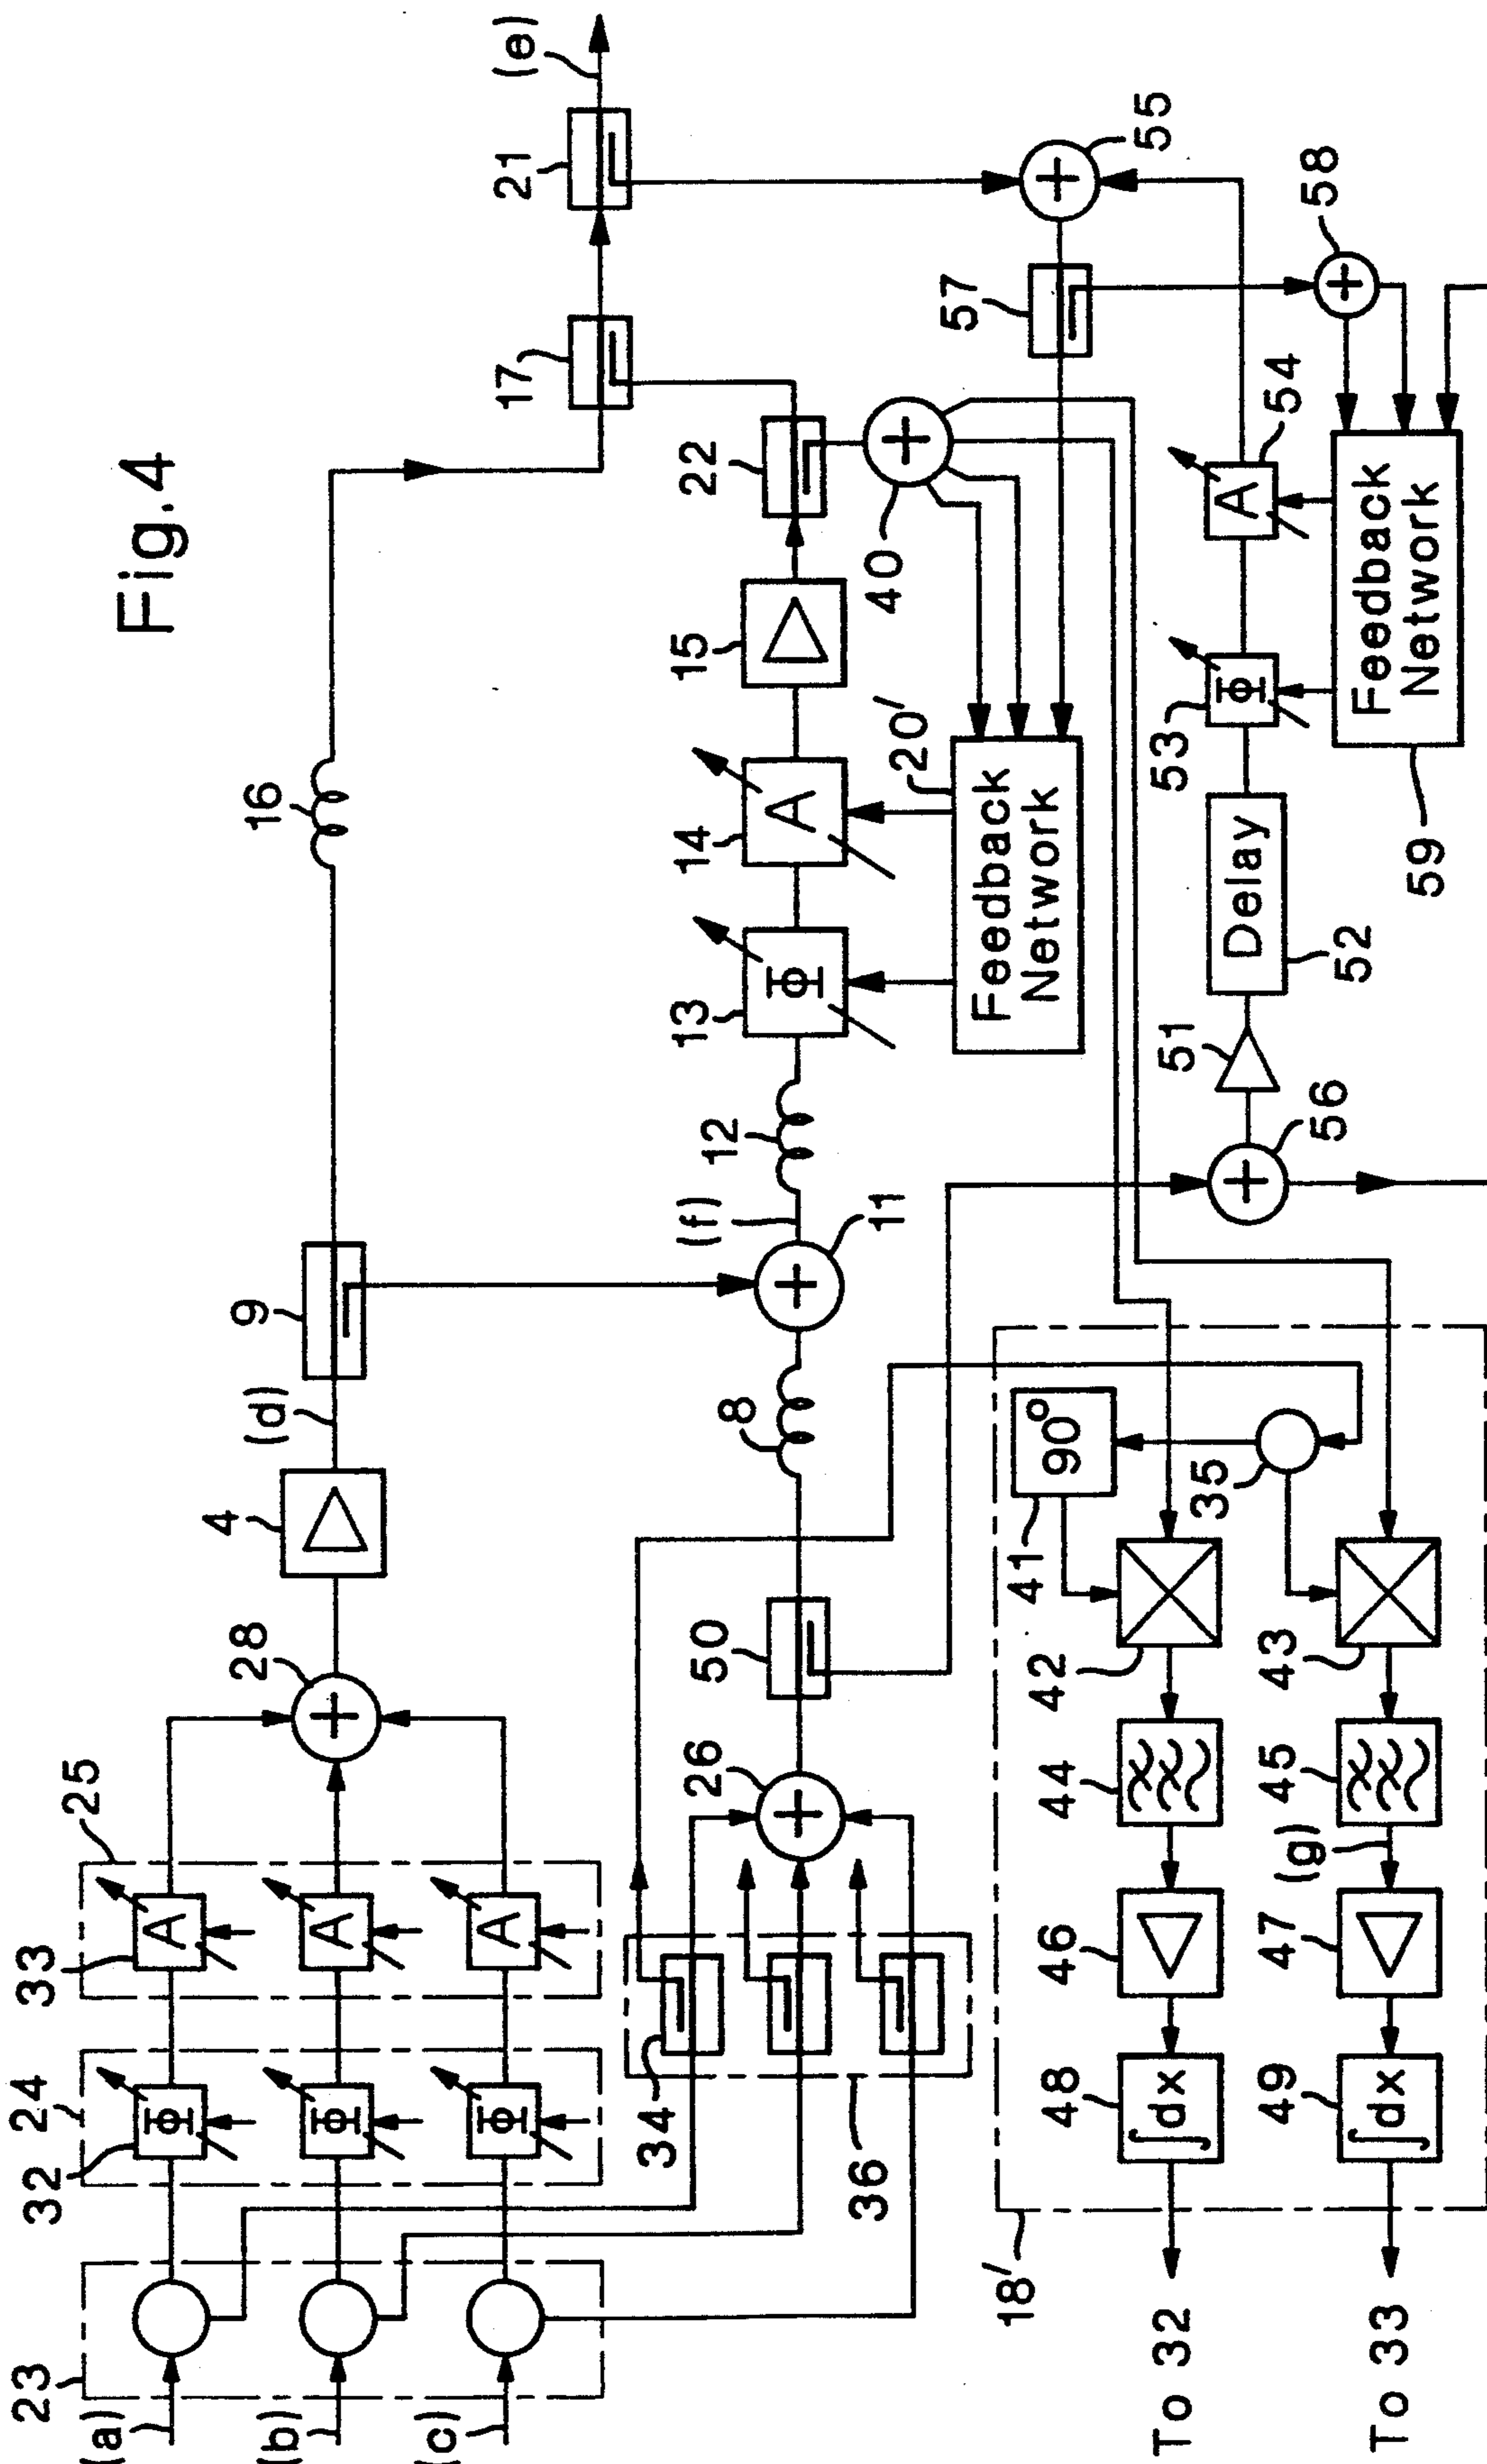 Fig.4
(a)
(b)
(c)
23
32
24
Φ
Φ
Φ
33
25
A
A
A
28
4
(d)
9
16
17
21
(e)
34
36
26
50
8
11
(f)
12
13
Φ
14
A
15
22
40
20'
Feedback
Network
57
55
58
56
51
52
Delay
53
Φ
54
A
59
Feedback
Network
18'
35
41
90°
42
43
44
45
(g)
46
47
48
∫dx
49
∫dx
To 32
To 33